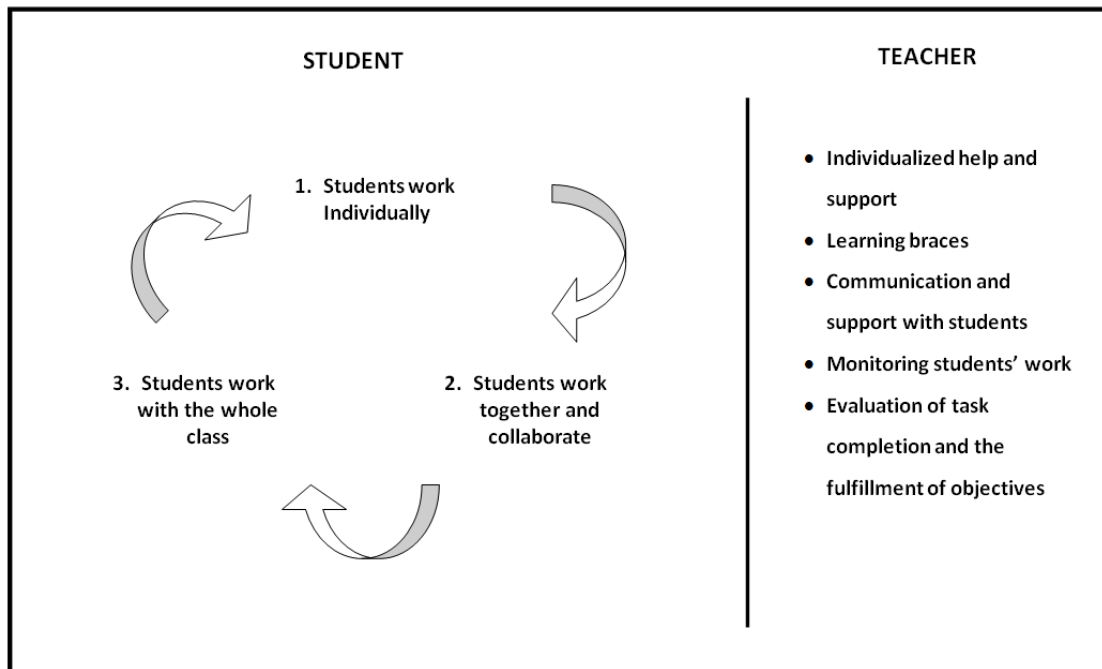 STUDENT
1. Students work
Individually
3. Students work
with the whole
class
2. Students work
together and
collaborate
TEACHER
• Individualized help and
support
• Learning braces
• Communication and
support with students
• Monitoring students’ work
• Evaluation of task
completion and the
fulfillment of objectives